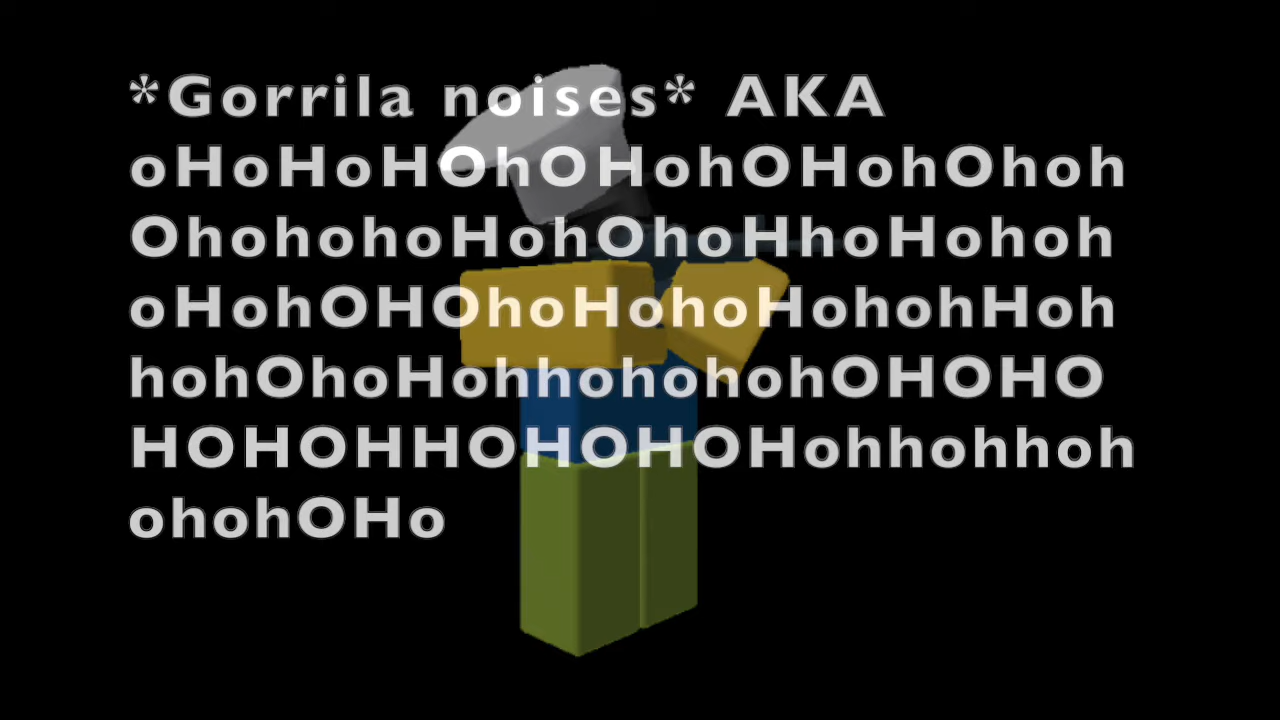 *Gorrila noises* AKA
oHoHoHOhOHohOHohOhoh
OhohohoHohOhoHhoHohoh
oHohOHOhoHohoHohohHoh
hohOhoHohhohohohOHOHO
HOHOHHOHOHOHohhohhoh
ohohOHo